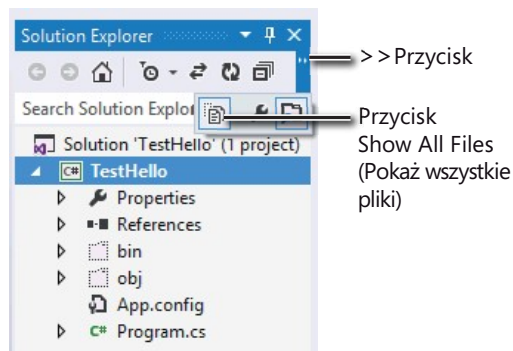 Solution Explorer
>>Przycisk
Search Solution Explo
Przycisk
Show All Files
(Pokaż wszystkie
pliki)
Solution 'TestHello' (1 project)
C# TestHello
Properties
References
bin
obj
App.config
C# Program.cs